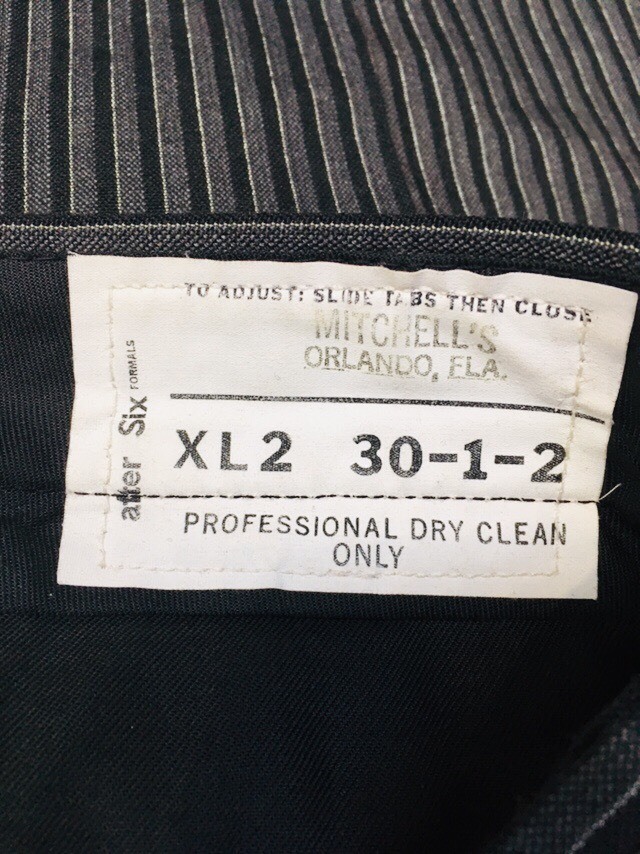 TO ADJUST: SLIDE TABS THEN CLOSE
MITCHELL'S
ORLANDO, FLA.
after Six FORMALS
XL2 30-1-2
PROFESSIONAL DRY CLEAN
ONLY